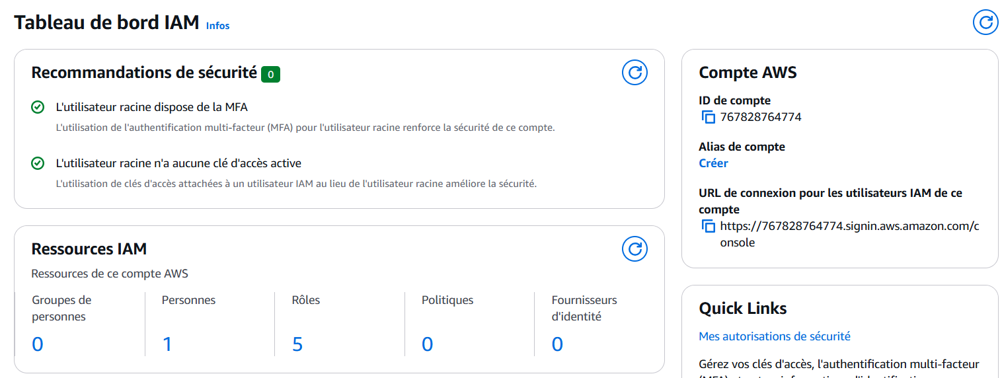 Tableau de bord IAM Infos
Recommandations de sécurité 0
L'utilisateur racine dispose de la MFA
L'utilisation de l'authentification multi-facteur (MFA) pour l'utilisateur racine renforce la sécurité de ce compte.
L'utilisateur racine n'a aucune clé d'accès active
L'utilisation de clés d'accès attachées à un utilisateur IAM au lieu de l'utilisateur racine améliore la sécurité.
Ressources IAM
Ressources de ce compte AWS
Groupes de
personnes
0
Personnes
1
Rôles
5
Politiques
0
Fournisseurs
d'identité
0
Compte AWS
ID de compte
767828764774
Alias de compte
Créer
URL de connexion pour les utilisateurs IAM de ce
compte
https://767828764774.signin.aws.amazon.com/c
onsole
Quick Links
Mes autorisations de sécurité
Gérez vos clés d'accès, l'authentification multi-facteur